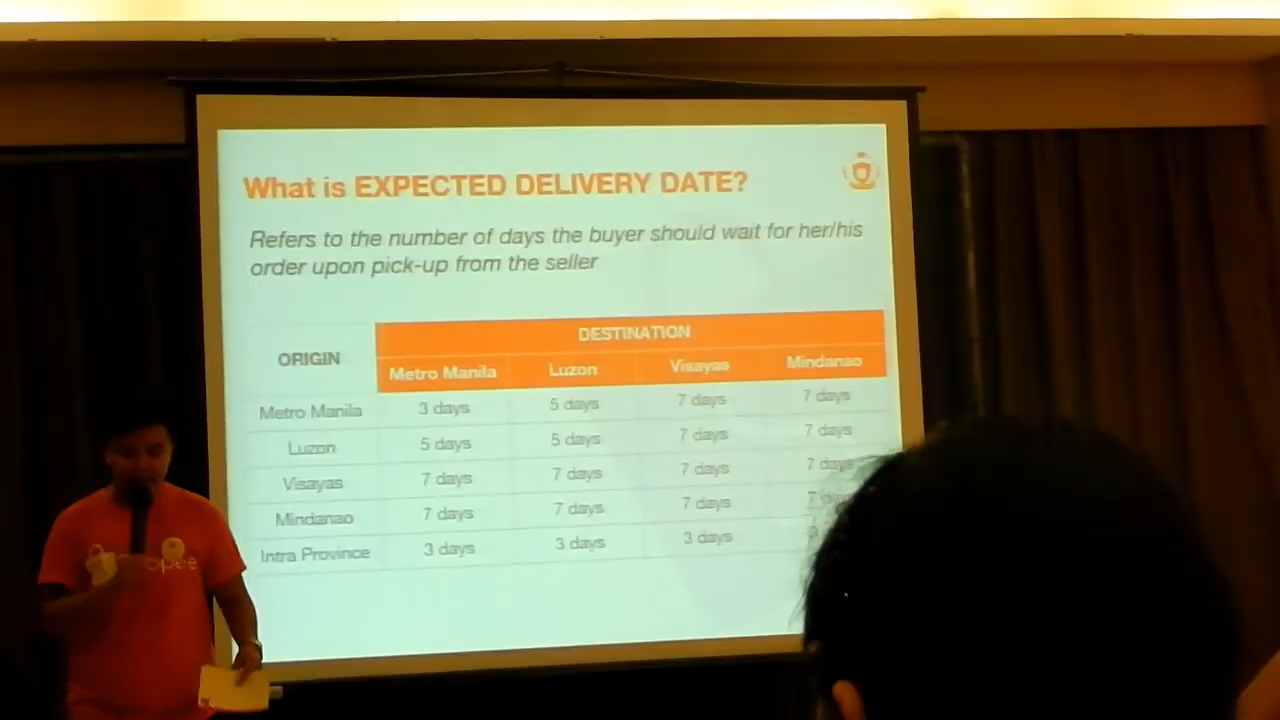 What is EXPECTED DELIVERY DATE?
Refers to the number of days the buyer should wait for her/his
order upon pick-up from the seller
ORIGIN DESTINATION
Metro Manila Luzon Visayas Mindanao
Metro Manila 3 days 5 days 7 days 7 days
Luzon 5 days 5 days 7 days 7 days
Visayas 7 days 7 days 7 days 7 days
Mindanao 7 days 7 days 7 days 7
Intra Province 3 days 3 days 3 days
opee